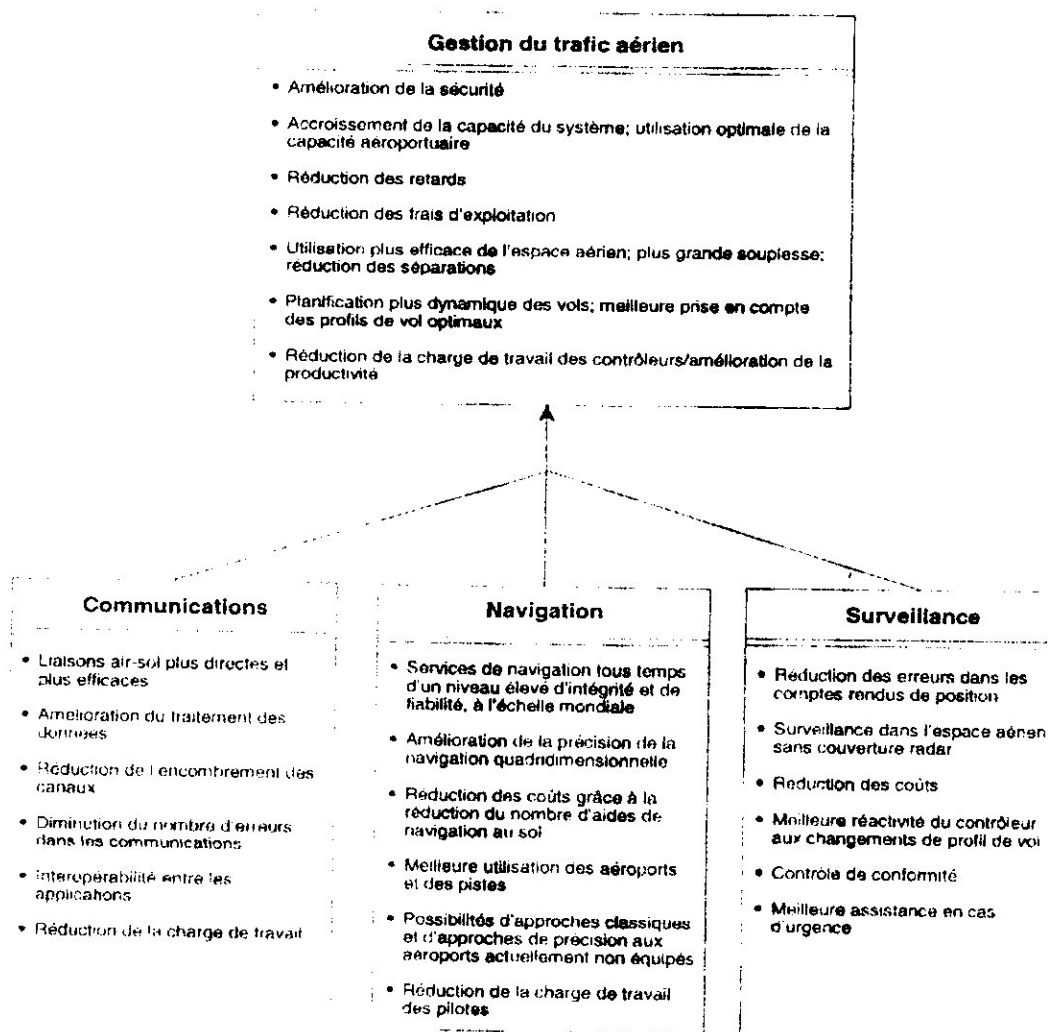 Gestion du trafic aérien
• Amélioration de la sécurité
• Accroissement de la capacité du système; utilisation optimale de la
capacité aéroportuaire
• Réduction des retards
• Réduction des frais d'exploitation
• Utilisation plus efficace de l'espace aérien; plus grande souplesse;
réduction des séparations
• Planification plus dynamique des vols; meilleure prise en compte
des profils de vol optimaux
• Réduction de la charge de travail des contrôleurs/amélioration de la
productivité
Communications
• Liaisons air-sol plus directes et
plus efficaces
• Amélioration du traitement des
données
• Réduction de l'encombrement des
canaux
• Diminution du nombre d'erreurs
dans les communications
• Interopérabilité entre les
applications
• Réduction de la charge de travail
Navigation
• Services de navigation tous temps
d'un niveau élevé d'intégrité et de
fiabilité, à l'échelle mondiale
• Amélioration de la précision de la
navigation quadridimensionnelle
• Réduction des coûts grâce à la
réduction du nombre d'aides de
navigation au sol
• Meilleure utilisation des aéroports
et des pistes
• Possibilités d'approches classiques
et d'approches de précision aux
aéroports actuellement non équipés
• Réduction de la charge de travail
des pilotes
Surveillance
• Réduction des erreurs dans les
comptes rendus de position
• Surveillance dans l'espace aérien
sans couverture radar
• Réduction des coûts
• Meilleure réactivité du contrôleur
aux changements de profil de vol
• Contrôle de conformité
• Meilleure assistance en cas
d'urgence